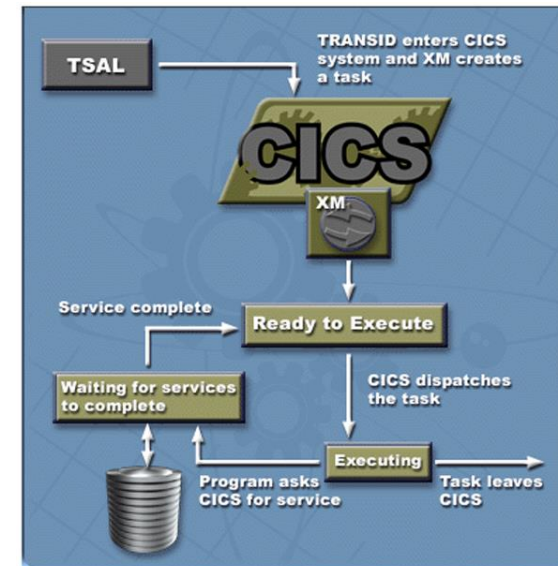 TSAL
TRANSID enters CICS
system and XM creates
a task
CICS
XM
Service complete
Ready to Execute
Waiting for services
to complete
CICS dispatches
the task
Executing
Program asks
CICS for service
Task leaves
CICS